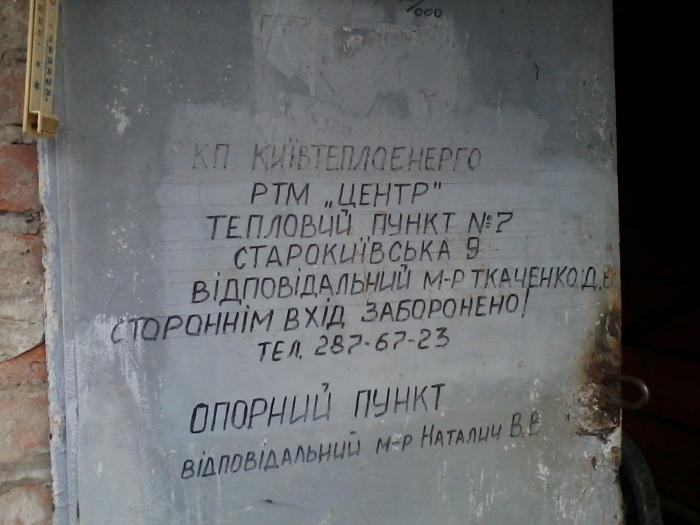 /000
КП КИЇВТЕПЛОЕНЕРГО
РТМ „ЦЕНТР"
ТЕПЛОВИЙ ПУНКТ №7
СТАРОКИЇВСЬКА 9
ВІДПОВІДАЛЬНИЙ М-Р ТКАЧЕНКО Д.В
СТОРОННІМ ВХІД ЗАБОРОНЕНО!
ТЕЛ. 287-67-23
ОПОРНИЙ ПУНКТ
ВІДПОВІДАЛЬНИЙ М-Р НАТАЛИЧ В.В